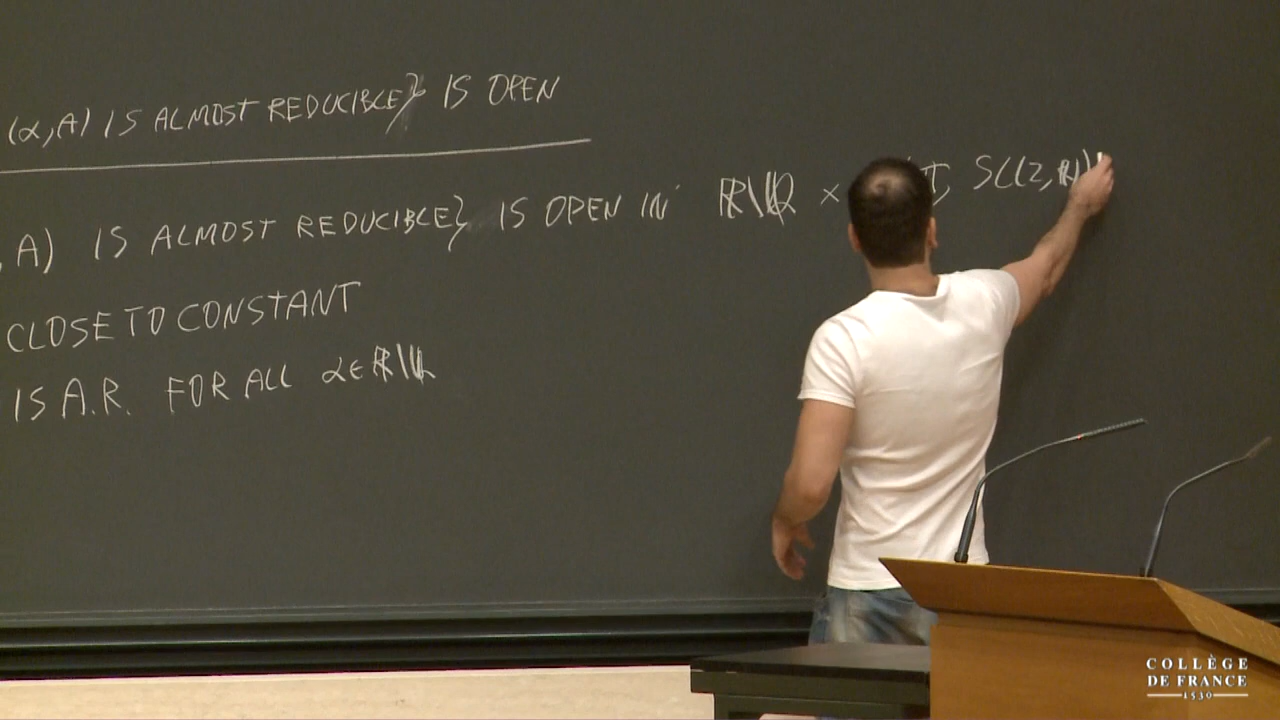 (α,A) IS ALMOST REDUCIBLE} IS OPEN
, A) IS ALMOST REDUCIBLE} IS OPEN IN ℝ\ℚ × π, SL(2,ℝ))
CLOSE TO CONSTANT
IS A.R. FOR ALL α∈ℝ\ℚ
COLLÈGE
DE FRANCE
1530